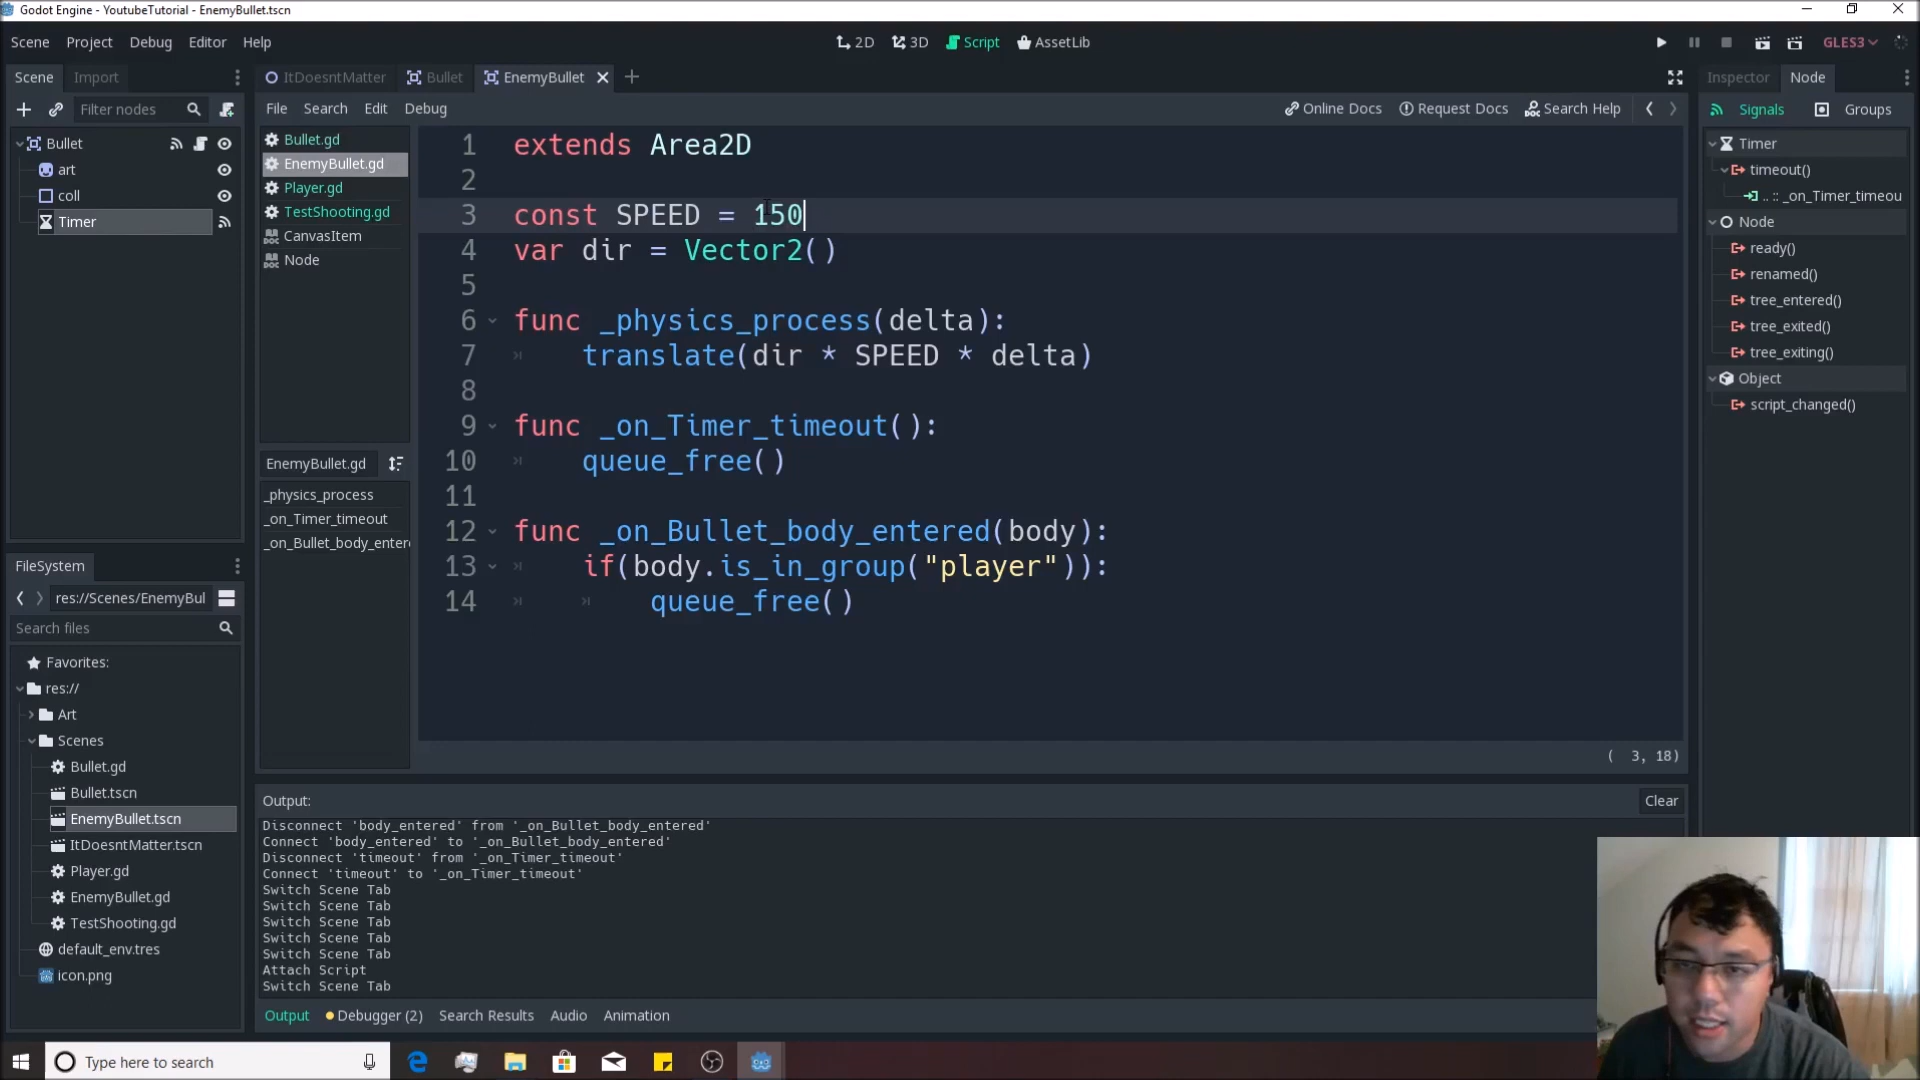 Godot Engine - YoutubeTutorial - EnemyBullet.tscn
Scene Project Debug Editor Help
2D 3D Script AssetLib
GLES3
Scene Import
ItDoesntMatter Bullet EnemyBullet
Inspector Node
Filter nodes
File Search Edit Debug
Online Docs Request Docs Search Help
Signals Groups
Bullet
art
coll
Timer
Bullet.gd
EnemyBullet.gd
Player.gd
TestShooting.gd
CanvasItem
Node
EnemyBullet.gd
_physics_process
_on_Timer_timeout
_on_Bullet_body_enter
1 extends Area2D
2
3 const SPEED = 150
4 var dir = Vector2()
5
6 func _physics_process(delta):
7 translate(dir * SPEED * delta)
8
9 func _on_Timer_timeout():
10 queue_free()
11
12 func _on_Bullet_body_entered(body):
13 if(body.is_in_group("player")):
14 queue_free()
( 3, 18)
Timer
timeout()
.. :: _on_Timer_timeou
Node
ready()
renamed()
tree_entered()
tree_exited()
tree_exiting()
Object
script_changed()
FileSystem
res://Scenes/EnemyBul
Search files
Favorites:
res://
Art
Scenes
Bullet.gd
Bullet.tscn
EnemyBullet.tscn
ItDoesntMatter.tscn
Player.gd
EnemyBullet.gd
TestShooting.gd
default_env.tres
icon.png
Output:
Clear
Disconnect 'body_entered' from '_on_Bullet_body_entered'
Connect 'body_entered' to '_on_Bullet_body_entered'
Disconnect 'timeout' from '_on_Timer_timeout'
Connect 'timeout' to '_on_Timer_timeout'
Switch Scene Tab
Switch Scene Tab
Switch Scene Tab
Switch Scene Tab
Switch Scene Tab
Attach Script
Switch Scene Tab
Output Debugger (2) Search Results Audio Animation
Type here to search